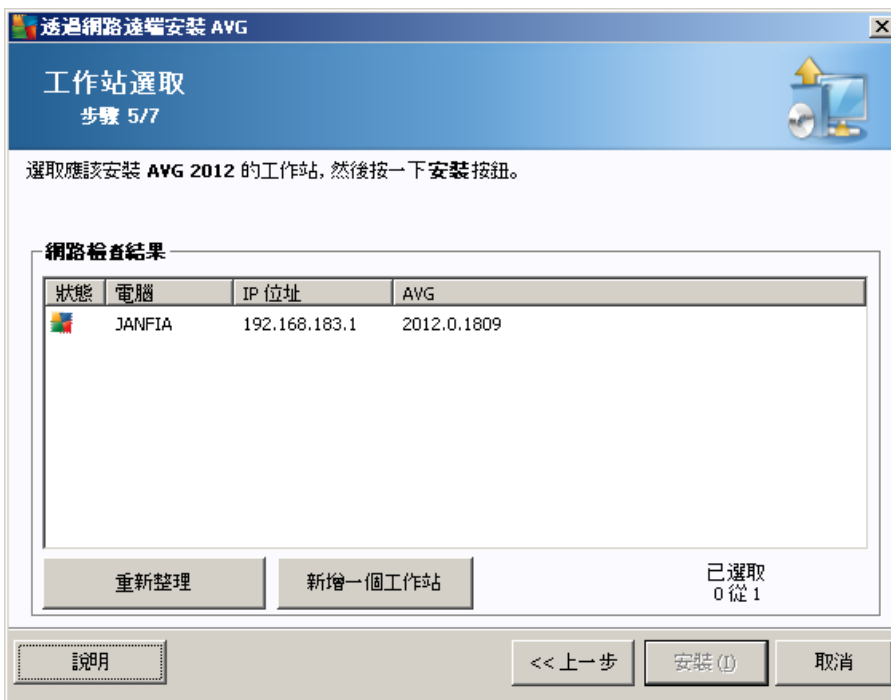 透過網路遠端安裝 AVG
工作站選取
步驟 5/7
選取應該安裝 AVG 2012 的工作站, 然後按一下安裝按鈕。
網路檢查結果
狀態 電腦 IP 位址 AVG
JANFIA 192.168.183.1 2012.0.1809
重新整理 新增一個工作站 已選取
0 從 1
說明 << 上一步 安裝(I) 取消